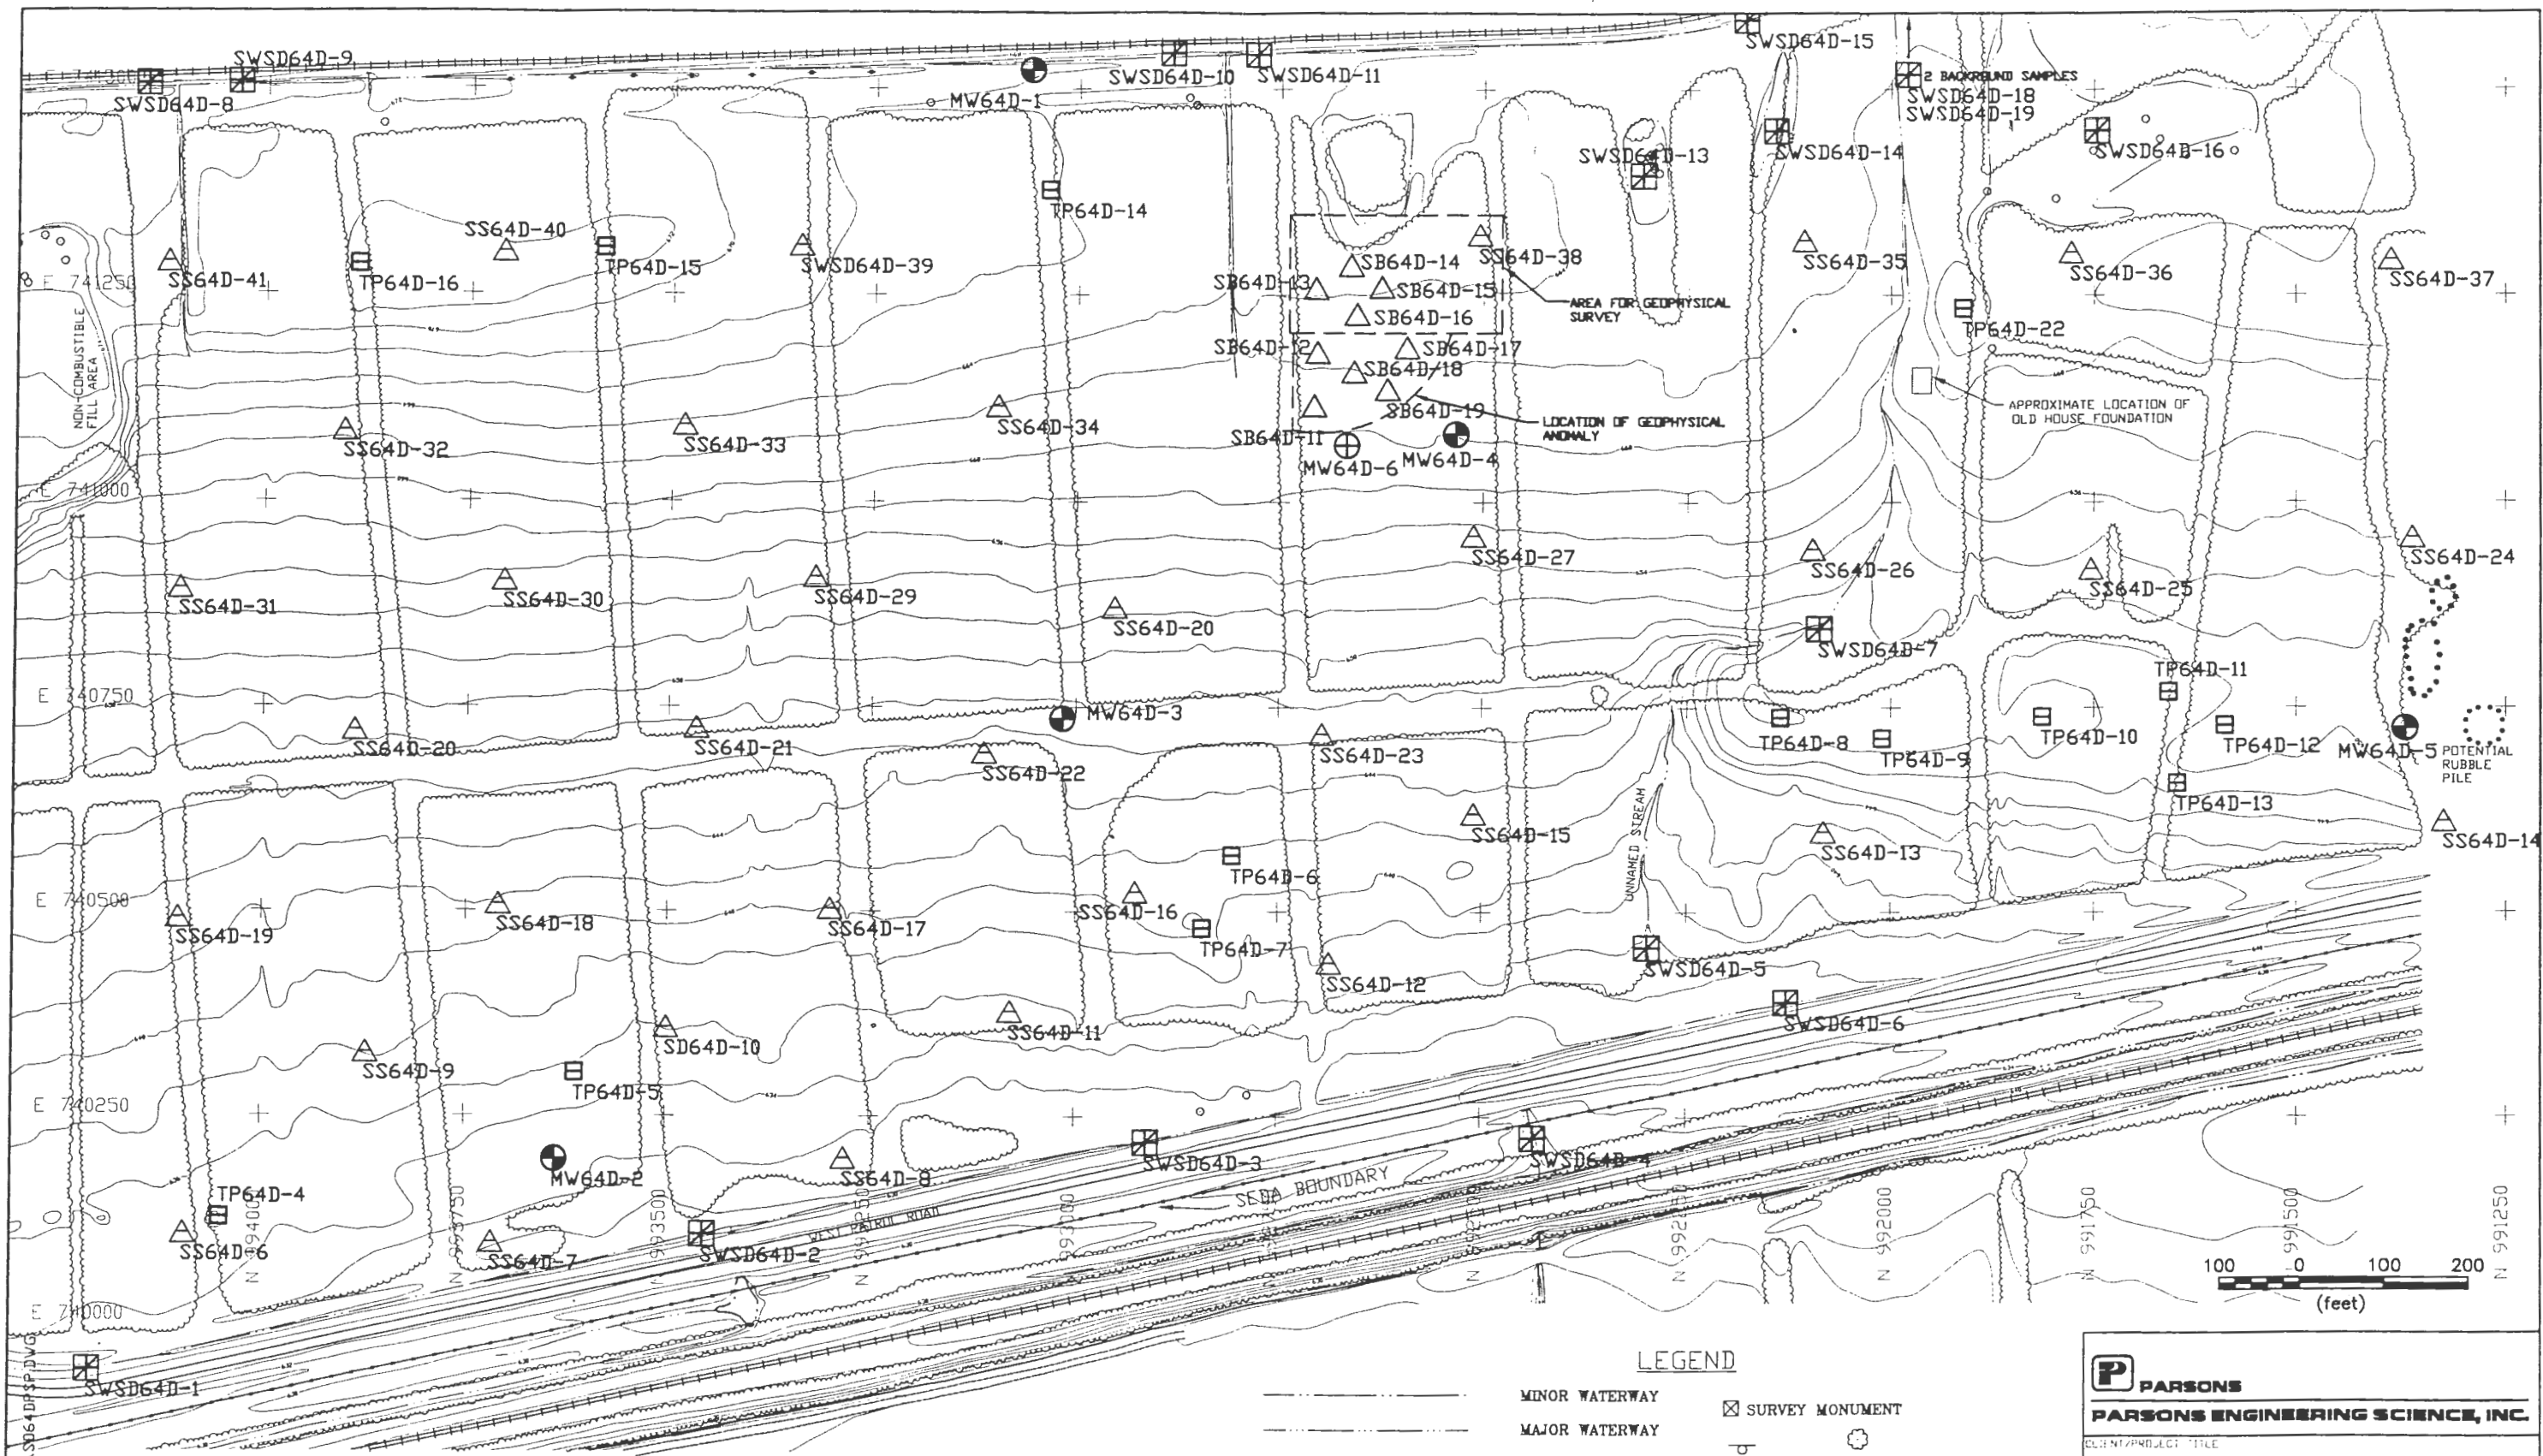 SWSD64D-9
SWSD64D-8
MW64D-1
SWSD64D-10
SWSD64D-11
SWSD64D-15
2 BACKROUND SAMPLES
SWSD64D-18
SWSD64D-19
SWSD64D-13
SWSD64D-14
SWSD64D-16
TP64D-14
SS64D-40
SS64D-41
TP64D-16
TP64D-15
SWSD64D-39
SB64D-14
SS64D-38
SS64D-35
SS64D-36
SS64D-37
E 741250
SB64D-13
SB64D-15
SB64D-16
AREA FOR GEOPHYSICAL
SURVEY
TP64D-22
NON-COMBUSTIBLE
FILL AREA
SB64D-12
SB64D-17
SB64D-18
SB64D-19
APPROXIMATE LOCATION OF
OLD HOUSE FOUNDATION
SS64D-32
SS64D-33
SS64D-34
SB64D-11
LOCATION OF GEOPHYSICAL
ANOMALY
MW64D-6
MW64D-4
E 741000
SS64D-27
SS64D-26
SS64D-24
SS64D-25
SS64D-31
SS64D-30
SS64D-29
SS64D-20
SWSD64D-7
TP64D-11
E 740750
MW64D-3
SS64D-20
SS64D-21
SS64D-22
SS64D-23
TP64D-8
TP64D-9
TP64D-10
TP64D-12
MW64D-5
POTENTIAL
RUBBLE
PILE
TP64D-13
UNNAMED STREAM
SS64D-15
SS64D-13
SS64D-14
TP64D-6
E 740500
SS64D-19
SS64D-18
SS64D-17
SS64D-16
TP64D-7
SWSD64D-5
SS64D-12
SWSD64D-6
SS64D-11
SD64D-10
SS64D-9
TP64D-5
E 740250
SWSD64D-3
SWSD64D-4
MW64D-2
SS64D-8
SEDA BOUNDARY
WEST PATROL ROAD
TP64D-4
SS64D-6
SS64D-7
SWSD64D-2
N 994000
N 993750
N 993500
N 993000
N 992250
N 992000
N 991750
N 991500
N 991250
E 740000
100 0 100 200
(feet)
SWSD64D-1
LEGEND
MINOR WATERWAY
MAJOR WATERWAY
SURVEY MONUMENT
P PARSONS
PARSONS ENGINEERING SCIENCE, INC.
CLIENT/PROJECT TITLE